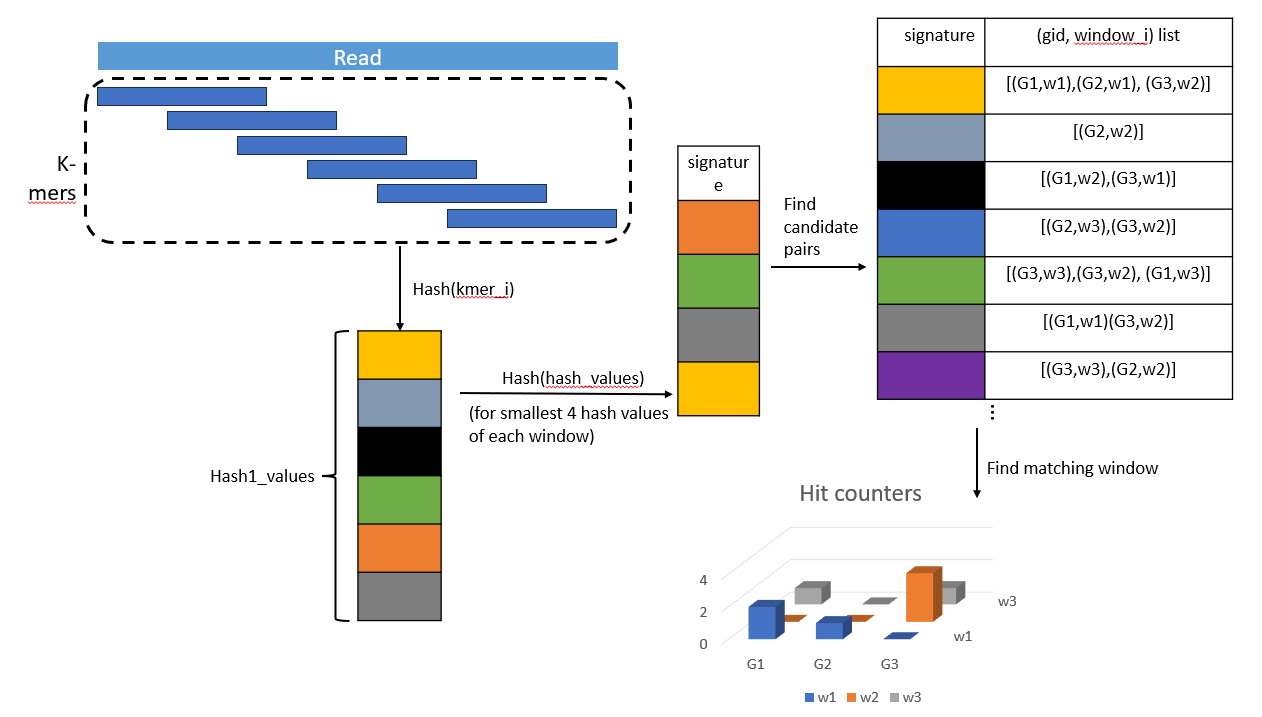 Read
K-
mers
Hash(kmer_i)
Hash1_values
Hash(hash_values)
(for smallest 4 hash values
of each window)
signatur
e
Find
candidate
pairs
signature (gid, window_i) list
[(G1,w1),(G2,w1), (G3,w2)]
[(G2,w2)]
[(G1,w2),(G3,w1)]
[(G2,w3),(G3,w2)]
[(G3,w3),(G3,w2), (G1,w3)]
[(G1,w1)(G3,w2)]
[(G3,w3),(G2,w2)]
⋮
Find matching window
Hit counters
4
2
0
G1 G2 G3
w3
w1
w1 w2 w3